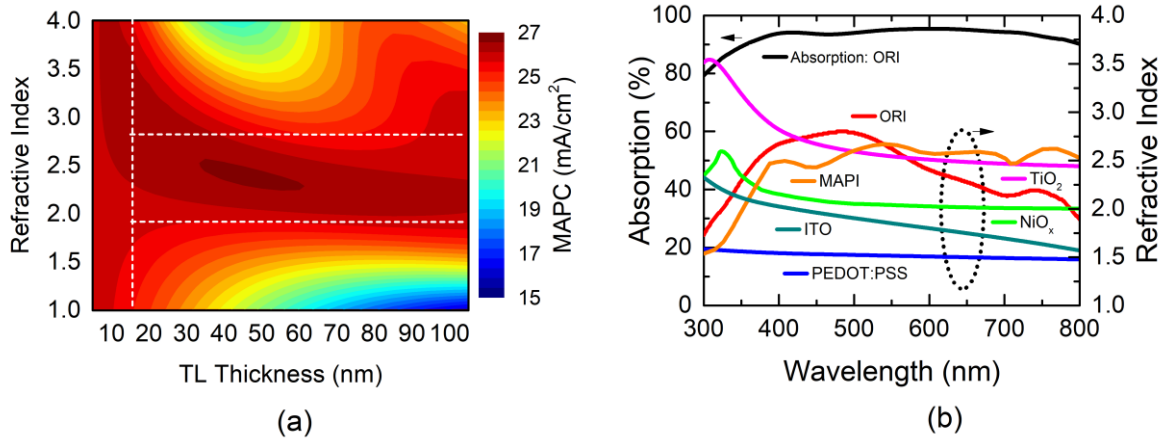 4.0
3.5
3.0
2.5
2.0
1.5
1.0
Refractive Index
10 20 30 40 50 60 70 80 90 100
TL Thickness (nm)
27
25
23
21
19
17
15
MAPC (mA/cm²)
(a)
100
80
60
40
20
0
Absorption (%)
Absorption: ORI
ORI
MAPI
TiO₂
NiOₓ
ITO
PEDOT:PSS
4.0
3.5
3.0
2.5
2.0
1.5
1.0
Refractive Index
300 400 500 600 700 800
Wavelength (nm)
(b)